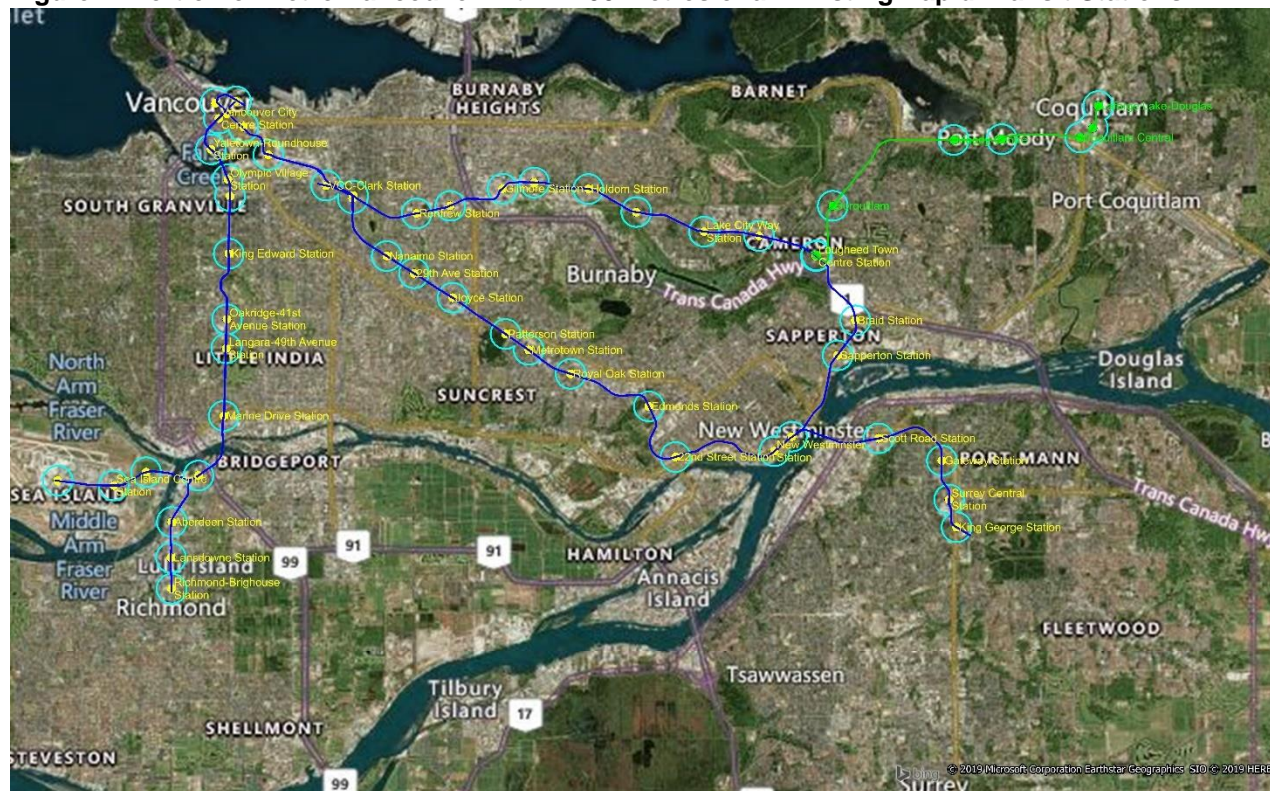 BURNABY
HEIGHTS
BARNET
Vancouver
Coquitlam
Vancouver City
Centre Station
Coquitlam Central
Port Moody
Yaletown-Roundhouse
Station
Olympic Village
Station
VCC-Clark Station
Gilmore Station
Holdom Station
SOUTH GRANVILLE
Renfrew Station
Burquitlam
Port Coquitlam
Lake City Way
Station
CAMERON
King Edward Station
Nanaimo Station
Lougheed Town
Centre Station
29th Ave Station
Burnaby
Trans Canada Hwy
Joyce Station
1
Oakridge-41st
Avenue Station
Braid Station
Patterson Station
SAPPERTON
Langara-49th Avenue
Station
LITTLE INDIA
Metrotown Station
Sapperton Station
North
Arm
Fraser
River
Douglas
Island
Royal Oak Station
SUNCREST
Edmonds Station
Marine Drive Station
New Westminster
Scott Road Station
New Westminster
Station
22nd Street Station
BRIDGEPORT
Gateway Station
PORT MANN
Sea Island Centre
Station
SEA ISLAND
Trans Canada Hwy
Surrey Central
Station
Middle
Arm
Fraser
River
Aberdeen Station
King George Station
91
91
99
HAMILTON
Lansdowne Station
Lulu Island
Annacis
Island
Richmond-Brighouse
Station
Richmond
FLEETWOOD
Tsawwassen
Tilbury
Island
17
SHELLMONT
STEVESTON
99
© 2019 Microsoft Corporation Earthstar Geographics SIO © 2019 HERE
Surrey